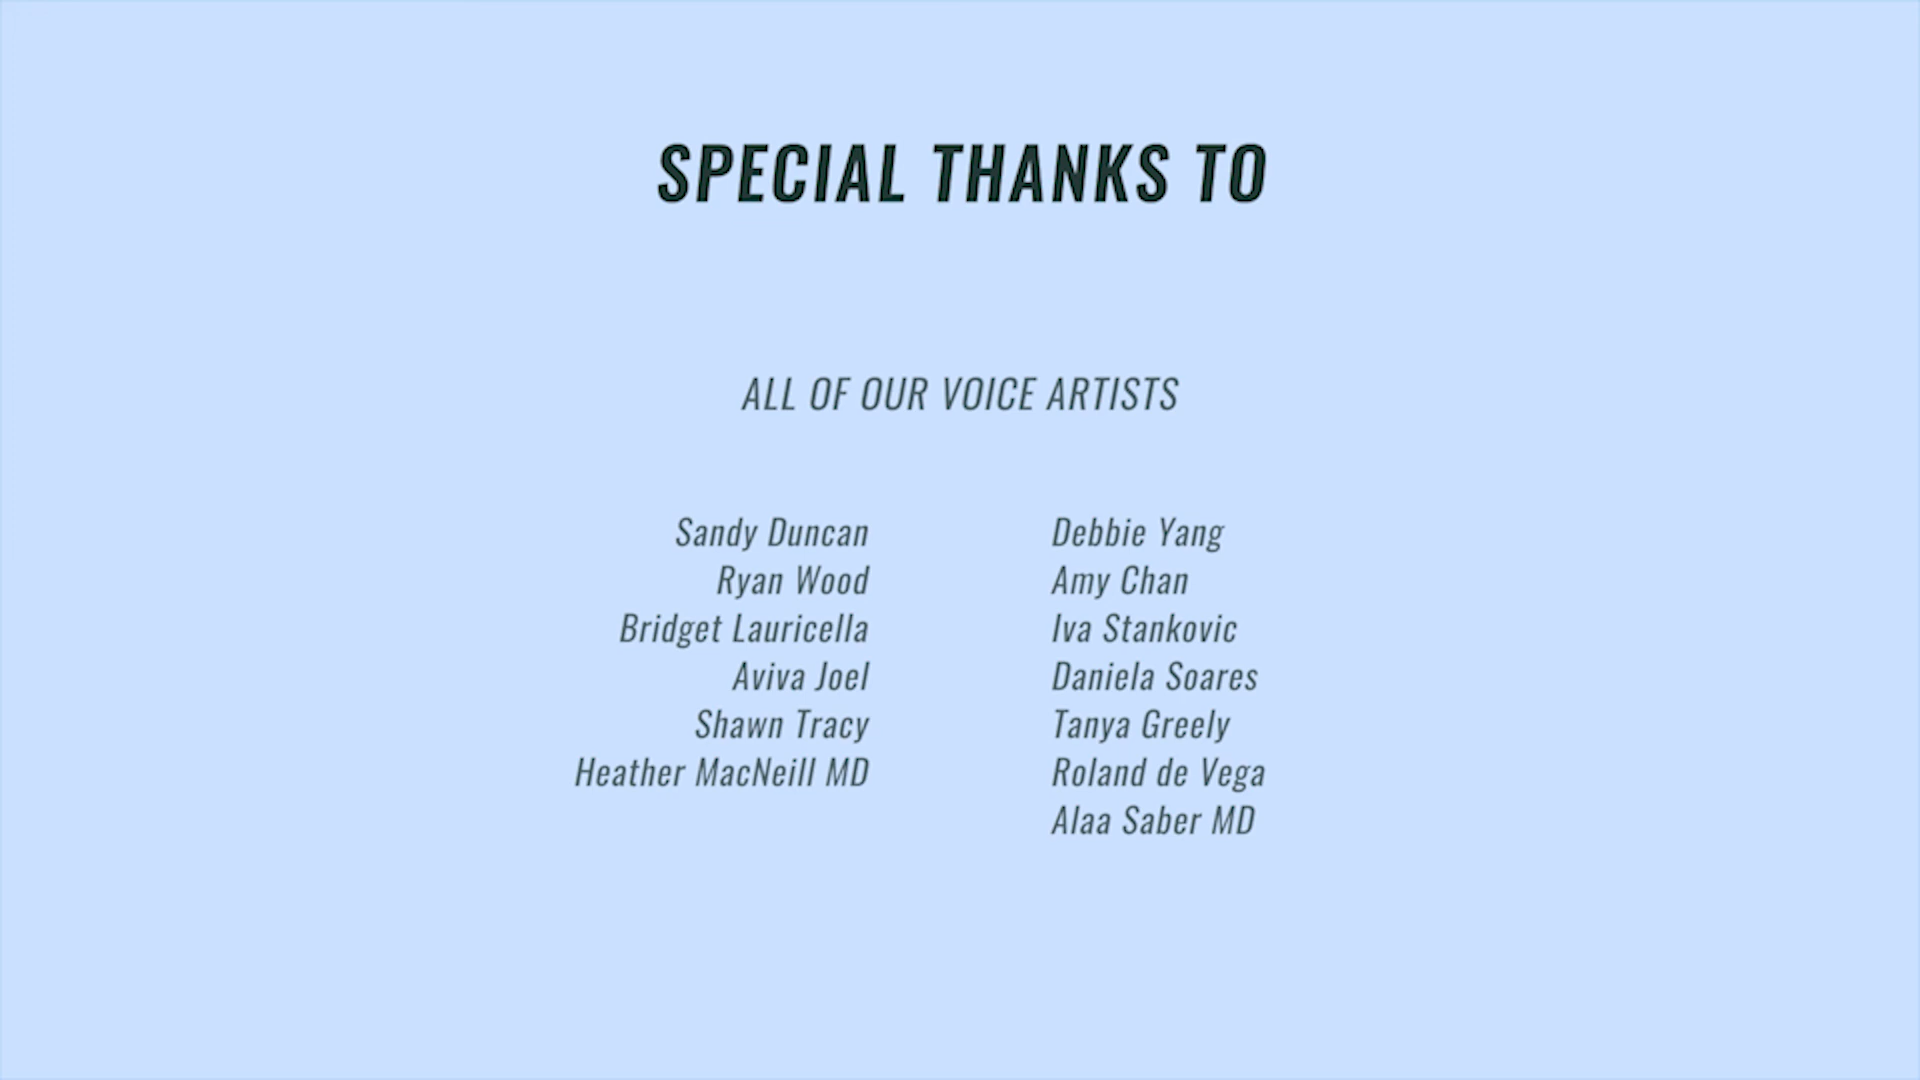 SPECIAL THANKS TO
ALL OF OUR VOICE ARTISTS
Sandy Duncan
Ryan Wood
Bridget Lauricella
Aviva Joel
Shawn Tracy
Heather MacNeill MD
Debbie Yang
Amy Chan
Iva Stankovic
Daniela Soares
Tanya Greely
Roland de Vega
Alaa Saber MD